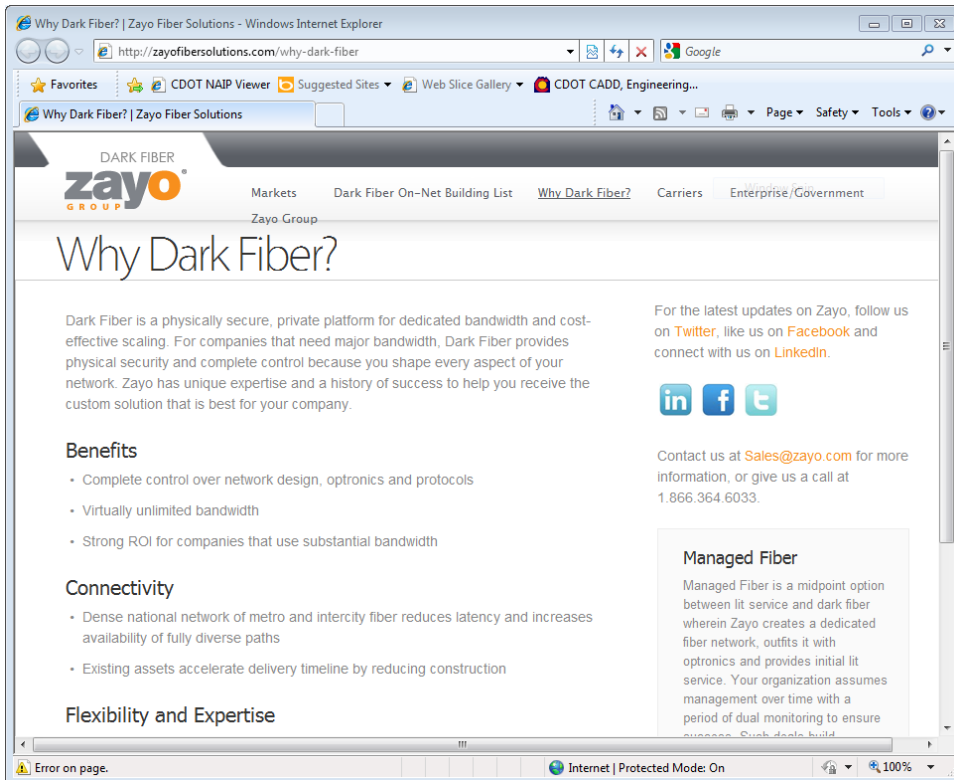 Why Dark Fiber? | Zayo Fiber Solutions - Windows Internet Explorer
http://zayofibersolutions.com/why-dark-fiber
Google
Favorites CDOT NAIP Viewer Suggested Sites Web Slice Gallery CDOT CADD, Engineering...
Why Dark Fiber? | Zayo Fiber Solutions
Page Safety Tools
DARK FIBER
zayo
GROUP
Markets Dark Fiber On-Net Building List Why Dark Fiber? Carriers Enterprise/Government
Zayo Group
Why Dark Fiber?
Dark Fiber is a physically secure, private platform for dedicated bandwidth and cost-
effective scaling. For companies that need major bandwidth, Dark Fiber provides
physical security and complete control because you shape every aspect of your
network. Zayo has unique expertise and a history of success to help you receive the
custom solution that is best for your company.
Benefits
• Complete control over network design, optronics and protocols
• Virtually unlimited bandwidth
• Strong ROI for companies that use substantial bandwidth
Connectivity
• Dense national network of metro and intercity fiber reduces latency and increases
availability of fully diverse paths
• Existing assets accelerate delivery timeline by reducing construction
Flexibility and Expertise
For the latest updates on Zayo, follow us
on Twitter, like us on Facebook and
connect with us on LinkedIn.
in f t
Contact us at Sales@zayo.com for more
information, or give us a call at
1.866.364.6033.
Managed Fiber
Managed Fiber is a midpoint option
between lit service and dark fiber
wherein Zayo creates a dedicated
fiber network, outfits it with
optronics and provides initial lit
service. Your organization assumes
management over time with a
period of dual monitoring to ensure
Error on page. Internet | Protected Mode: On 100%